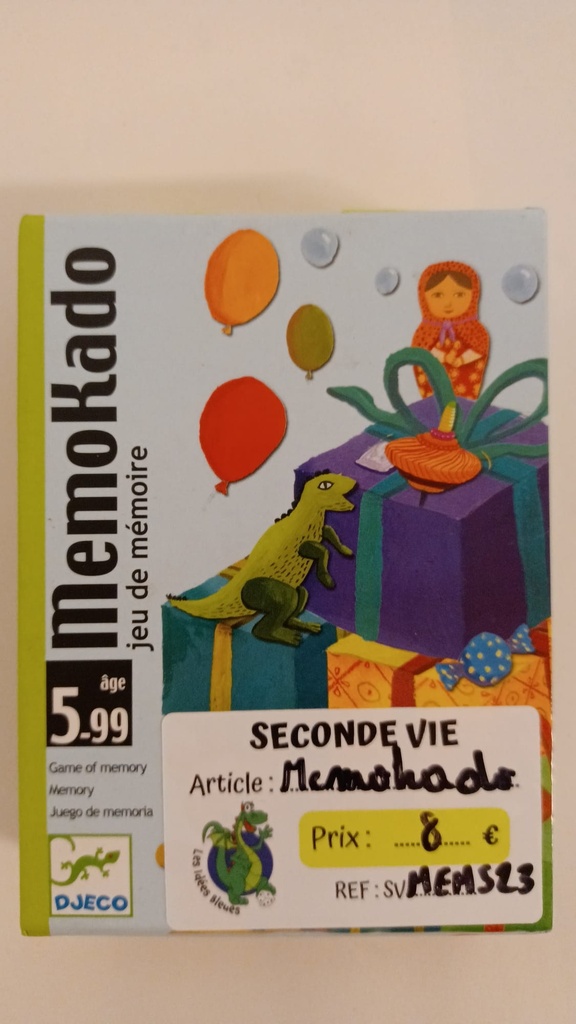 memoKado
jeu de mémoire
âge
5-99
Game of memory
Memory
Juego de memoria
DJECO
SECONDE VIE
Article : Memokado
Prix : 8 €
REF : SV MEMS23
Les idées bleues